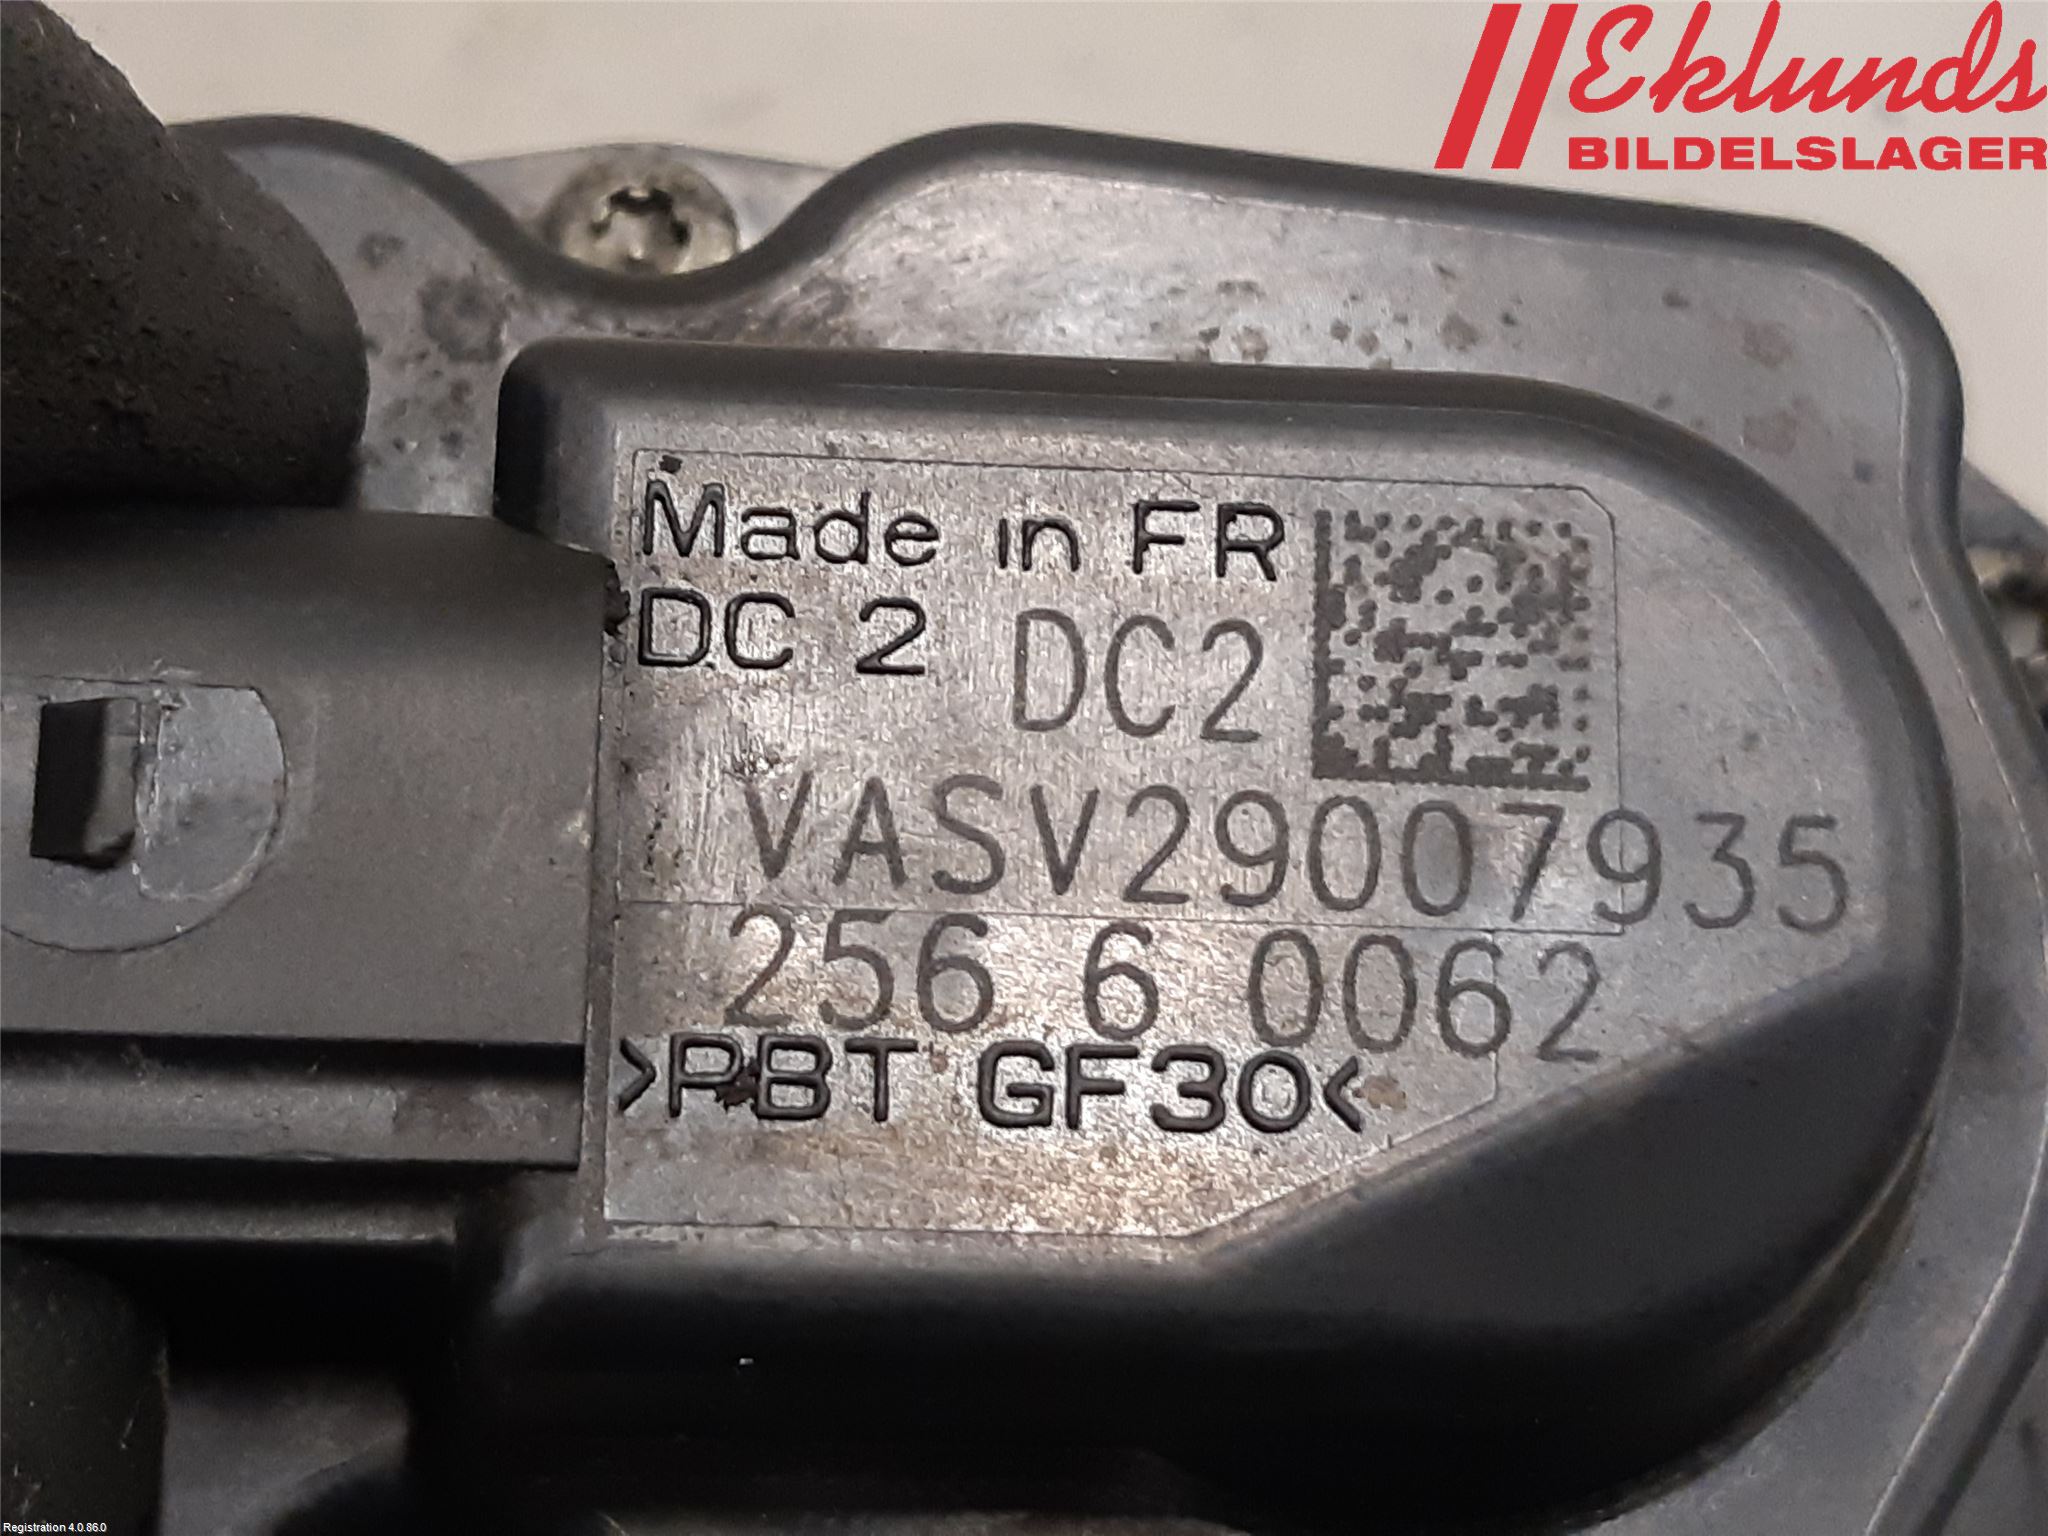 Eklunds
BILDELSLAGER
Made in FR
DC 2 DC2
VASV29007935
256 6 0062
>PBT GF30<
Registration 4.0.86.0